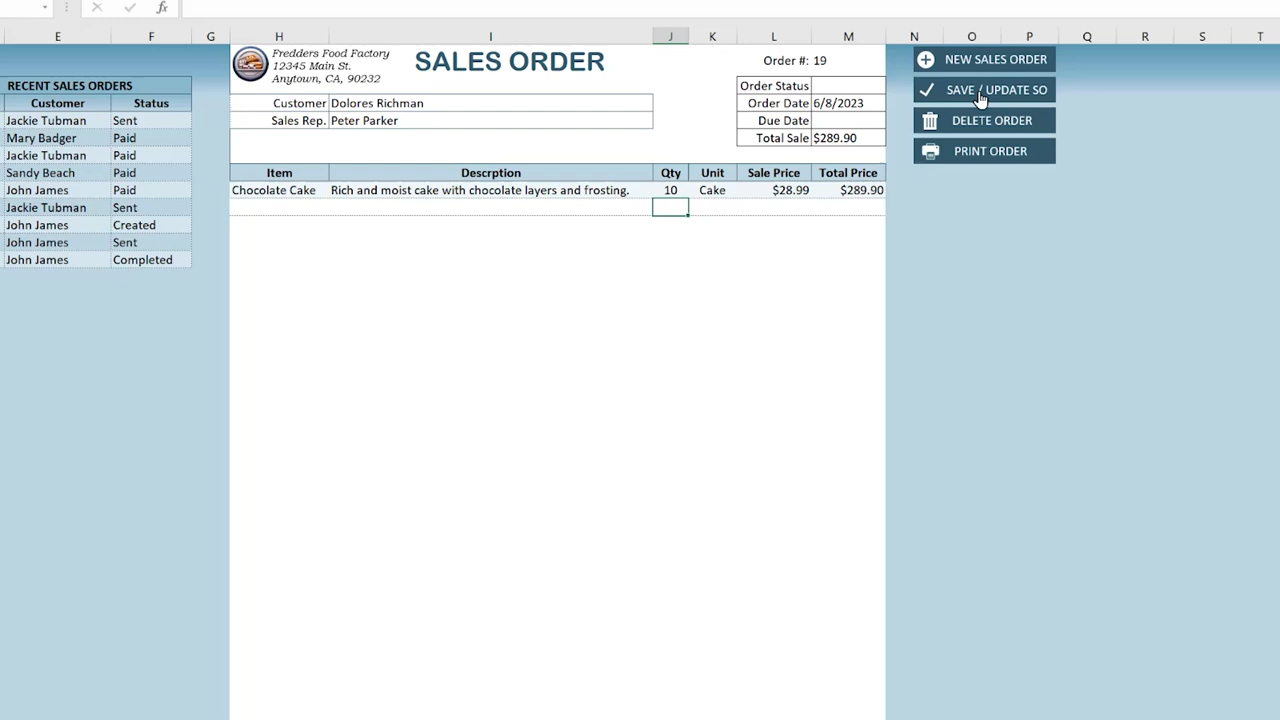 fx
E F G H I J K L M N O P Q R S T
RECENT SALES ORDERS
Customer Status
Jackie Tubman Sent
Mary Badger Paid
Jackie Tubman Paid
Sandy Beach Paid
John James Paid
Jackie Tubman Sent
John James Created
John James Sent
John James Completed
Fredders Food Factory
12345 Main St.
Anytown, CA, 90232
SALES ORDER
Order #: 19
Customer Dolores Richman
Sales Rep. Peter Parker
Order Status
Order Date 6/8/2023
Due Date
Total Sale $289.90
Item Descrption Qty Unit Sale Price Total Price
Chocolate Cake Rich and moist cake with chocolate layers and frosting. 10 Cake $28.99 $289.90
NEW SALES ORDER
SAVE / UPDATE SO
DELETE ORDER
PRINT ORDER